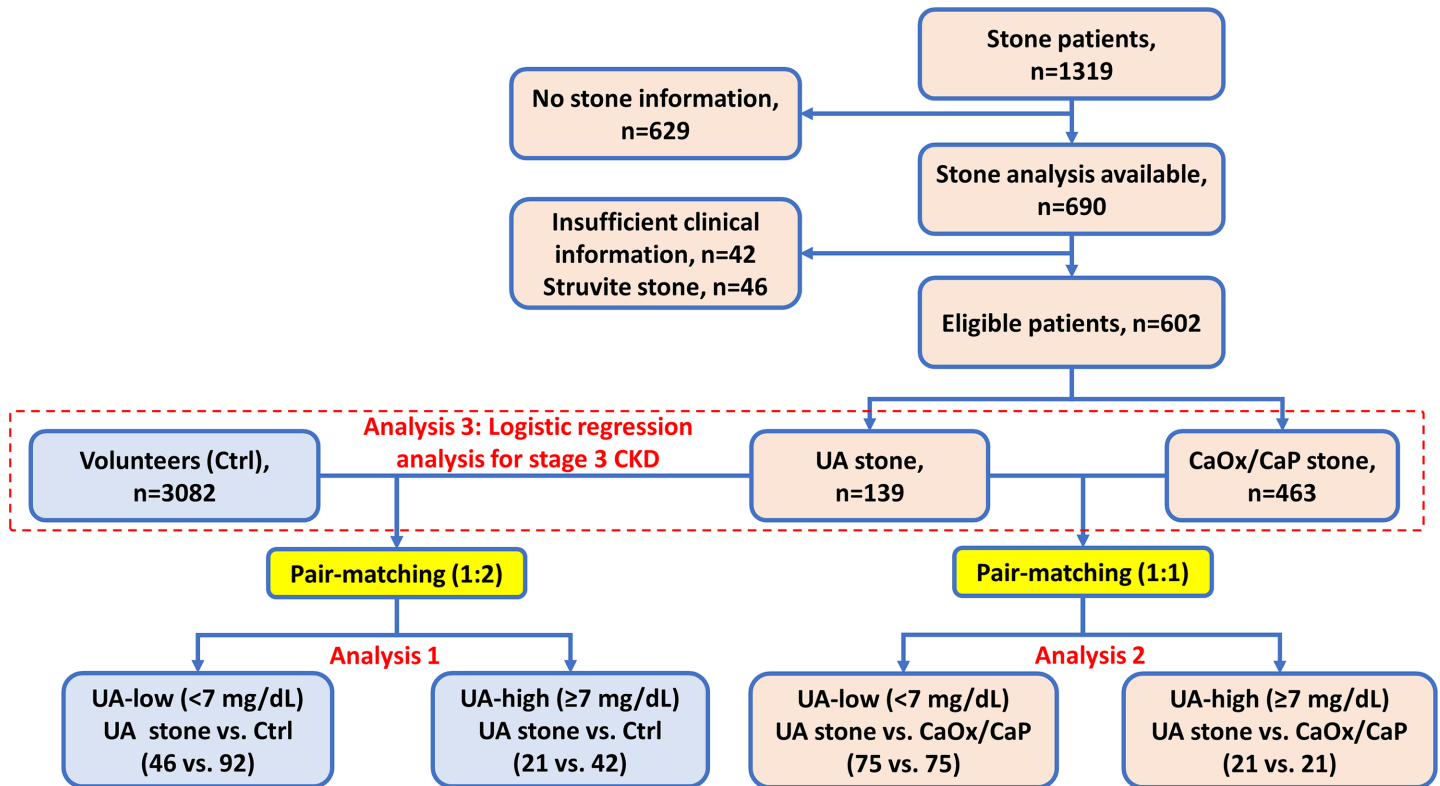 Stone patients,
n=1319
No stone information,
n=629
Stone analysis available,
n=690
Insufficient clinical
information, n=42
Struvite stone, n=46
Eligible patients, n=602
Analysis 3: Logistic regression
analysis for stage 3 CKD
Volunteers (Ctrl),
n=3082
UA stone,
n=139
CaOx/CaP stone,
n=463
Pair-matching (1:2)
Pair-matching (1:1)
Analysis 1
Analysis 2
UA-low (<7 mg/dL)
UA stone vs. Ctrl
(46 vs. 92)
UA-high (≥7 mg/dL)
UA stone vs. Ctrl
(21 vs. 42)
UA-low (<7 mg/dL)
UA stone vs. CaOx/CaP
(75 vs. 75)
UA-high (≥7 mg/dL)
UA stone vs. CaOx/CaP
(21 vs. 21)